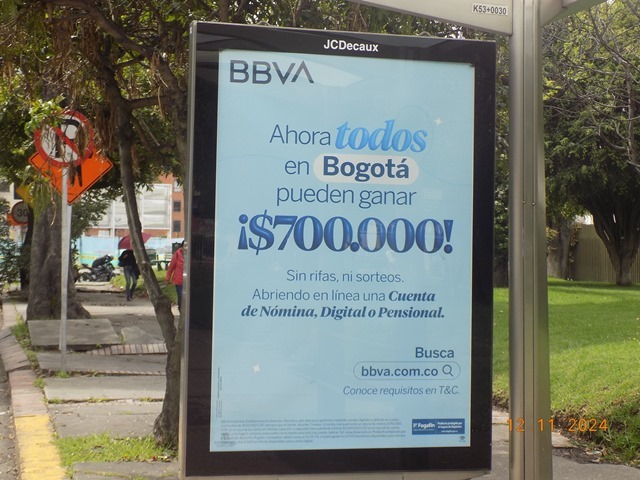 K53+0030
JCDecaux
BBVA
Ahora todos
en Bogotá
pueden ganar
¡$700.000!
Sin rifas, ni sorteos.
Abriendo en línea una Cuenta
de Nómina, Digital o Pensional.
Busca
bbva.com.co
Conoce requisitos en T&C.
Fogafín
30
12 11 2024